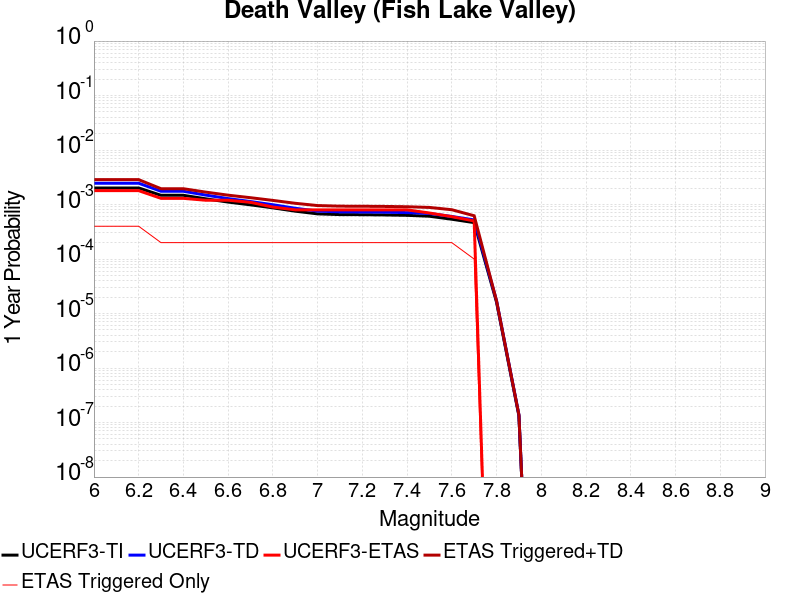 Death Valley (Fish Lake Valley)
10^0
10^-1
10^-2
10^-3
10^-4
10^-5
10^-6
10^-7
10^-8
1 Year Probability
6 6.2 6.4 6.6 6.8 7 7.2 7.4 7.6 7.8 8 8.2 8.4 8.6 8.8 9
Magnitude
UCERF3-TI UCERF3-TD UCERF3-ETAS ETAS Triggered+TD
ETAS Triggered Only